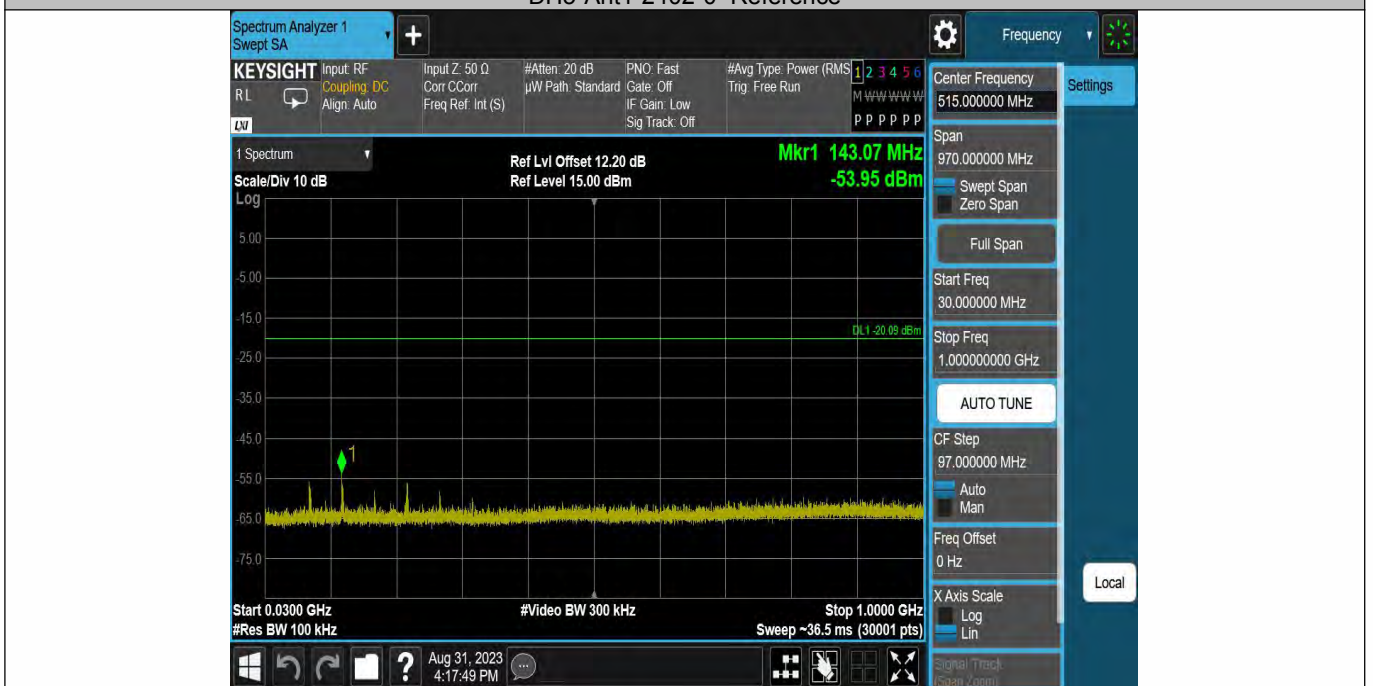 Spectrum Analyzer 1
Swept SA
Frequency
KEYSIGHT
RL
LXI
Input: RF
Coupling: DC
Align: Auto
Input Z: 50 Ω
Corr CCorr
Freq Ref: Int (S)
#Atten: 20 dB
µW Path: Standard
PNO: Fast
Gate: Off
IF Gain: Low
Sig Track: Off
#Avg Type: Power (RMS
Trig: Free Run
1 2 3 4 5 6
M W W W W W
P P P P P P
1 Spectrum
Scale/Div 10 dB
Ref Lvl Offset 12.20 dB
Ref Level 15.00 dBm
Mkr1 143.07 MHz
-53.95 dBm
Log
5.00
-5.00
-15.0
DL1 -20.09 dBm
-25.0
-35.0
-45.0
1
-55.0
-65.0
-75.0
Start 0.0300 GHz
#Video BW 300 kHz
Stop 1.0000 GHz
#Res BW 100 kHz
Sweep ~36.5 ms (30001 pts)
Aug 31, 2023
4:17:49 PM
Center Frequency
515.000000 MHz
Settings
Span
970.000000 MHz
Swept Span
Zero Span
Full Span
Start Freq
30.000000 MHz
Stop Freq
1.000000000 GHz
AUTO TUNE
CF Step
97.000000 MHz
Auto
Man
Freq Offset
0 Hz
X Axis Scale
Log
Lin
Signal Track
(Span Zoom)
Local